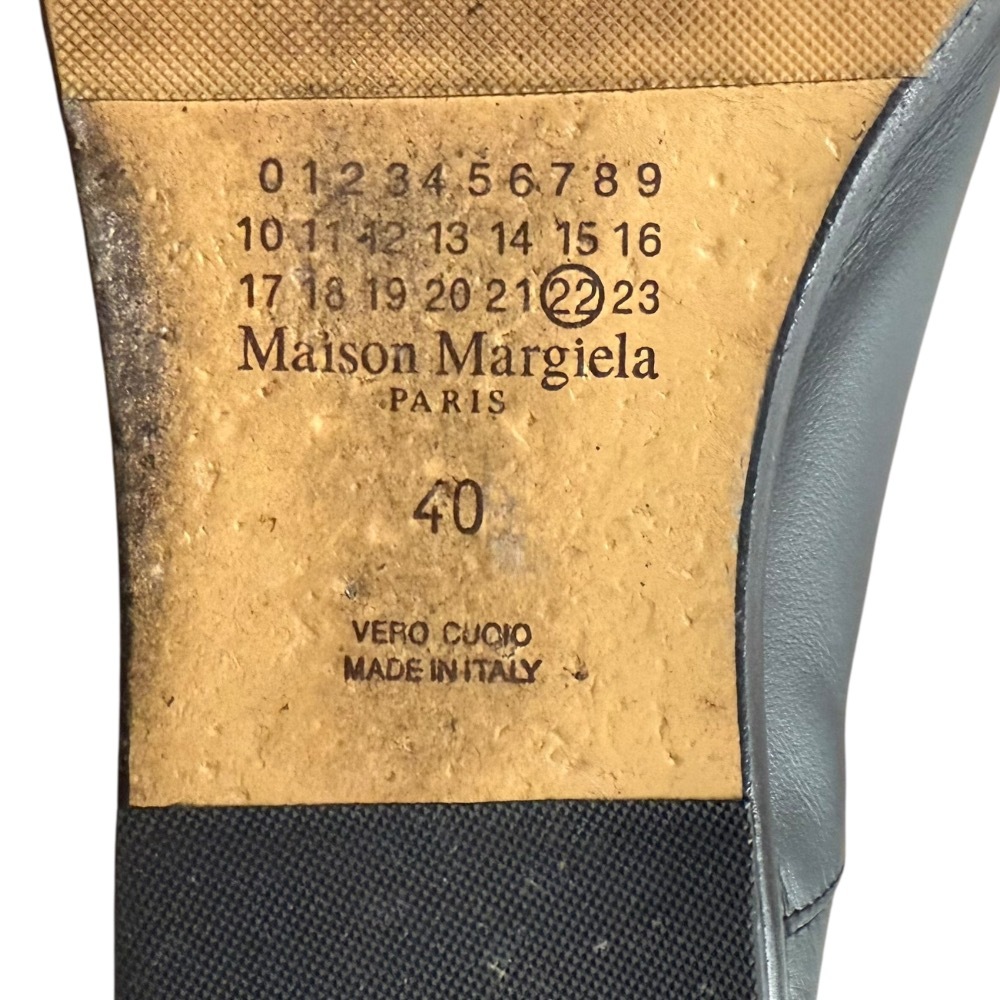 0 1 2 3 4 5 6 7 8 9
10 11 12 13 14 15 16
17 18 19 20 21 22 23
Maison Margiela
PARIS
40
VERO CUOIO
MADE IN ITALY